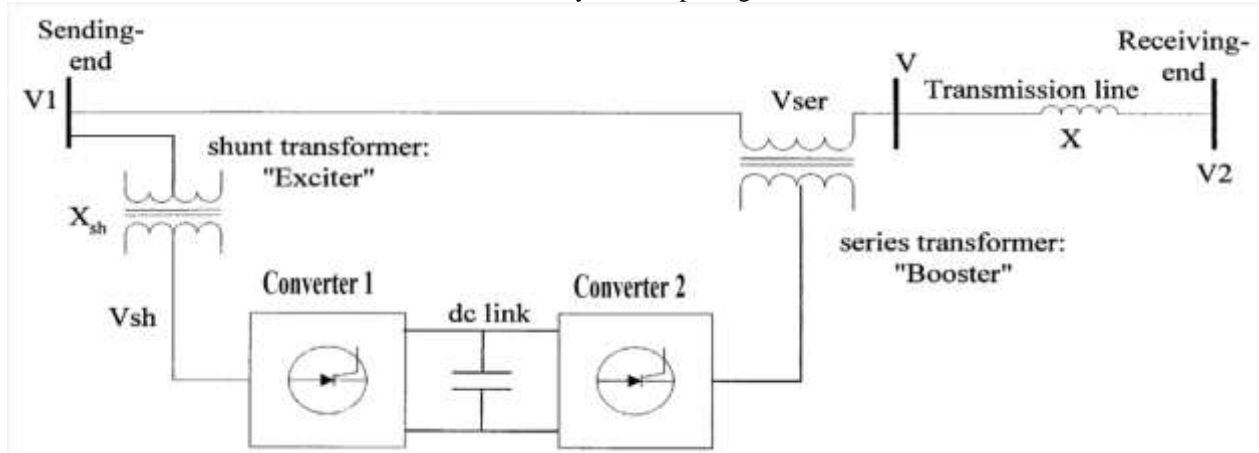 Sending-
end
V1
shunt transformer:
"Exciter"
X_sh
Vsh
Converter 1
dc link
Converter 2
Vser
series transformer:
"Booster"
V
Transmission line
X
Receiving-
end
V2